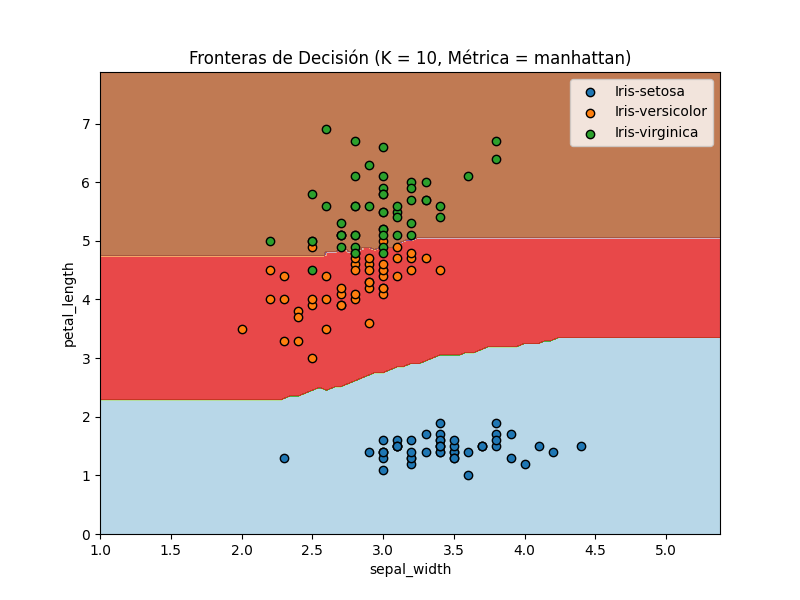 Fronteras de Decisión (K = 10, Métrica = manhattan)
Iris-setosa
Iris-versicolor
Iris-virginica
petal_length
7
6
5
4
3
2
1
0
1.0 1.5 2.0 2.5 3.0 3.5 4.0 4.5 5.0
sepal_width